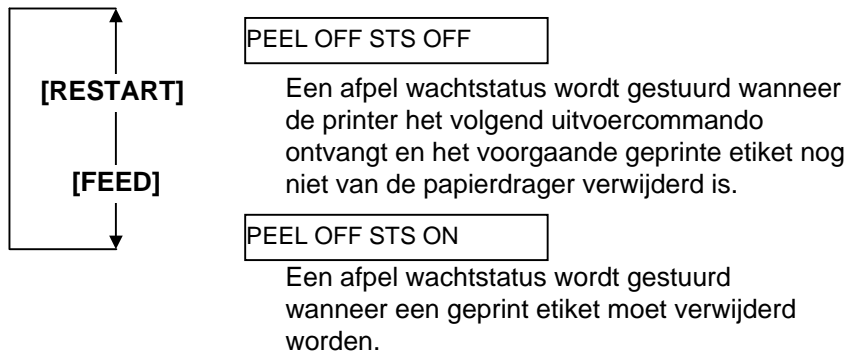 PEEL OFF STS OFF
[RESTART]
Een afpel wachtstatus wordt gestuurd wanneer
de printer het volgend uitvoercommando
ontvangt en het voorgaande geprinte etiket nog
[FEED]
niet van de papierdrager verwijderd is.
PEEL OFF STS ON
Een afpel wachtstatus wordt gestuurd
wanneer een geprint etiket moet verwijderd
worden.